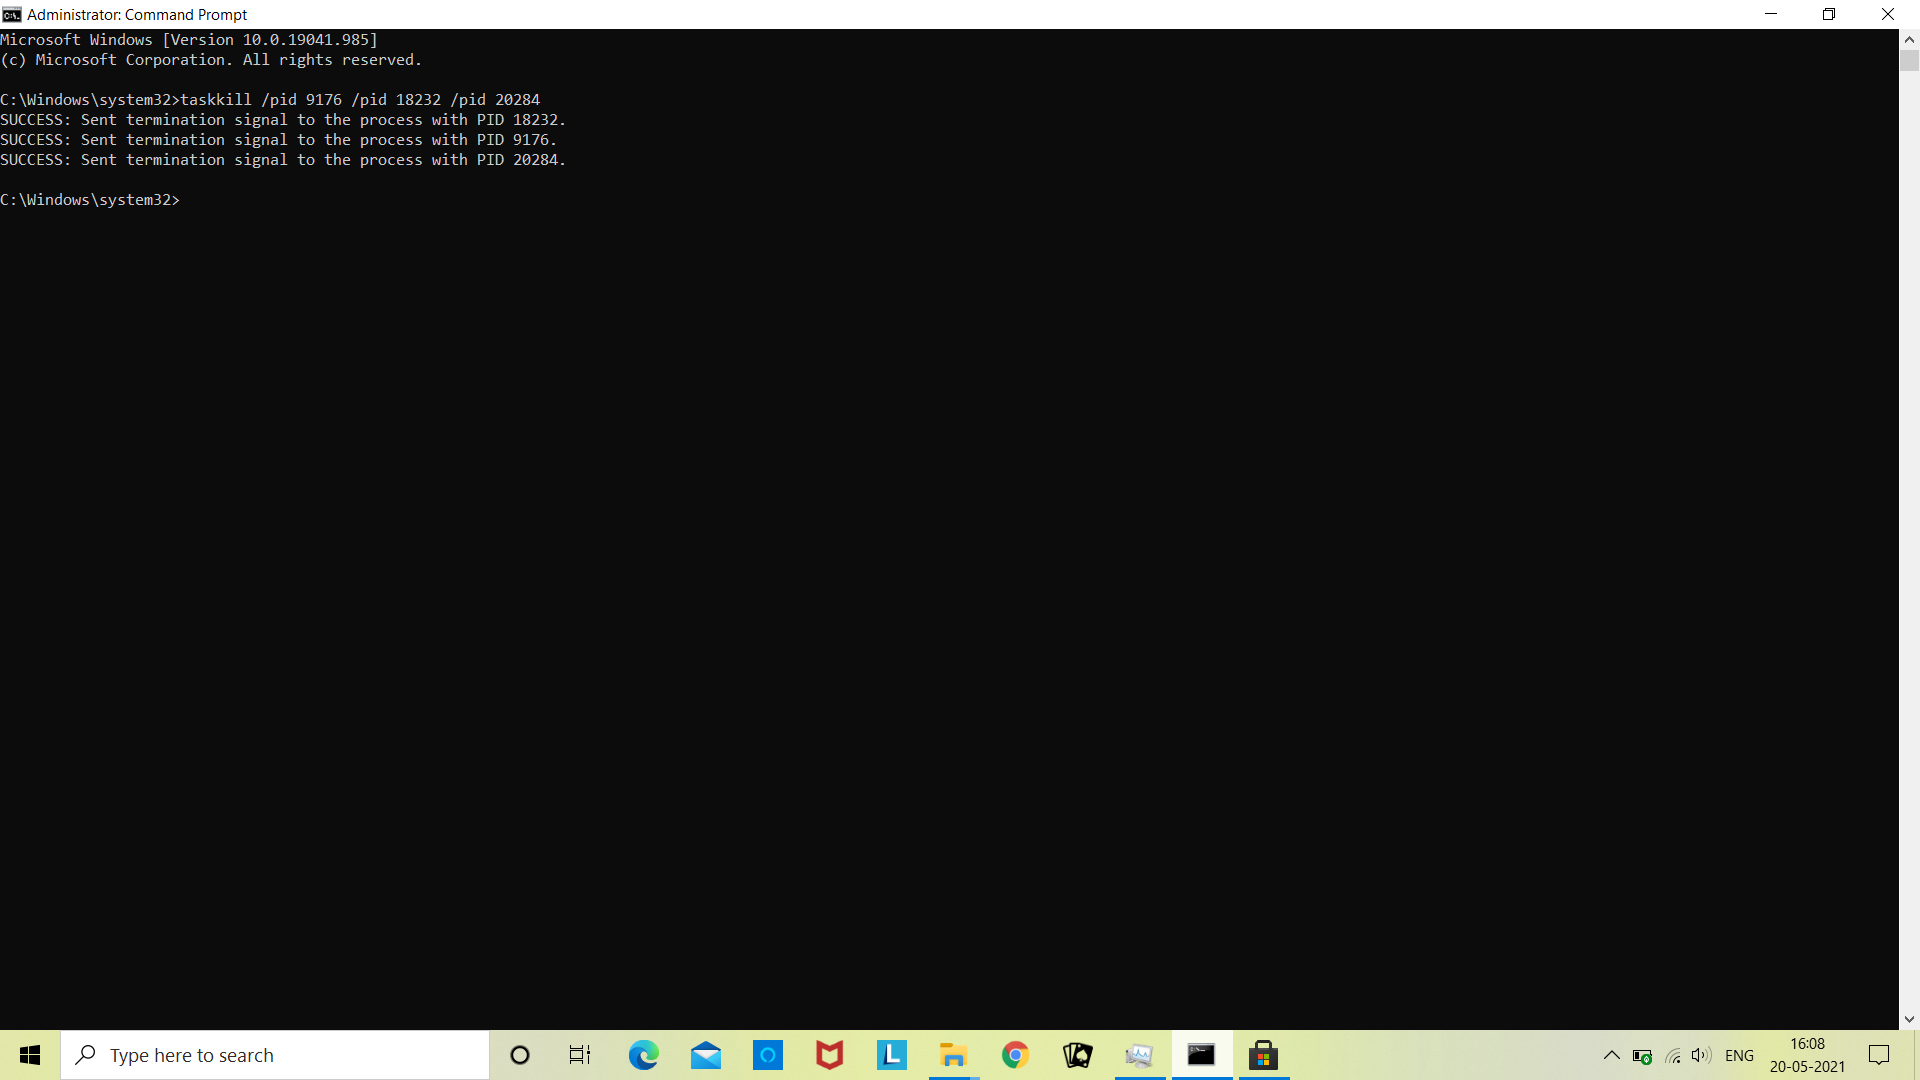 Administrator: Command Prompt
Microsoft Windows [Version 10.0.19041.985]
(c) Microsoft Corporation. All rights reserved.
C:\Windows\system32>taskkill /pid 9176 /pid 18232 /pid 20284
SUCCESS: Sent termination signal to the process with PID 18232.
SUCCESS: Sent termination signal to the process with PID 9176.
SUCCESS: Sent termination signal to the process with PID 20284.
C:\Windows\system32>
Type here to search
L
ENG
16:08
20-05-2021